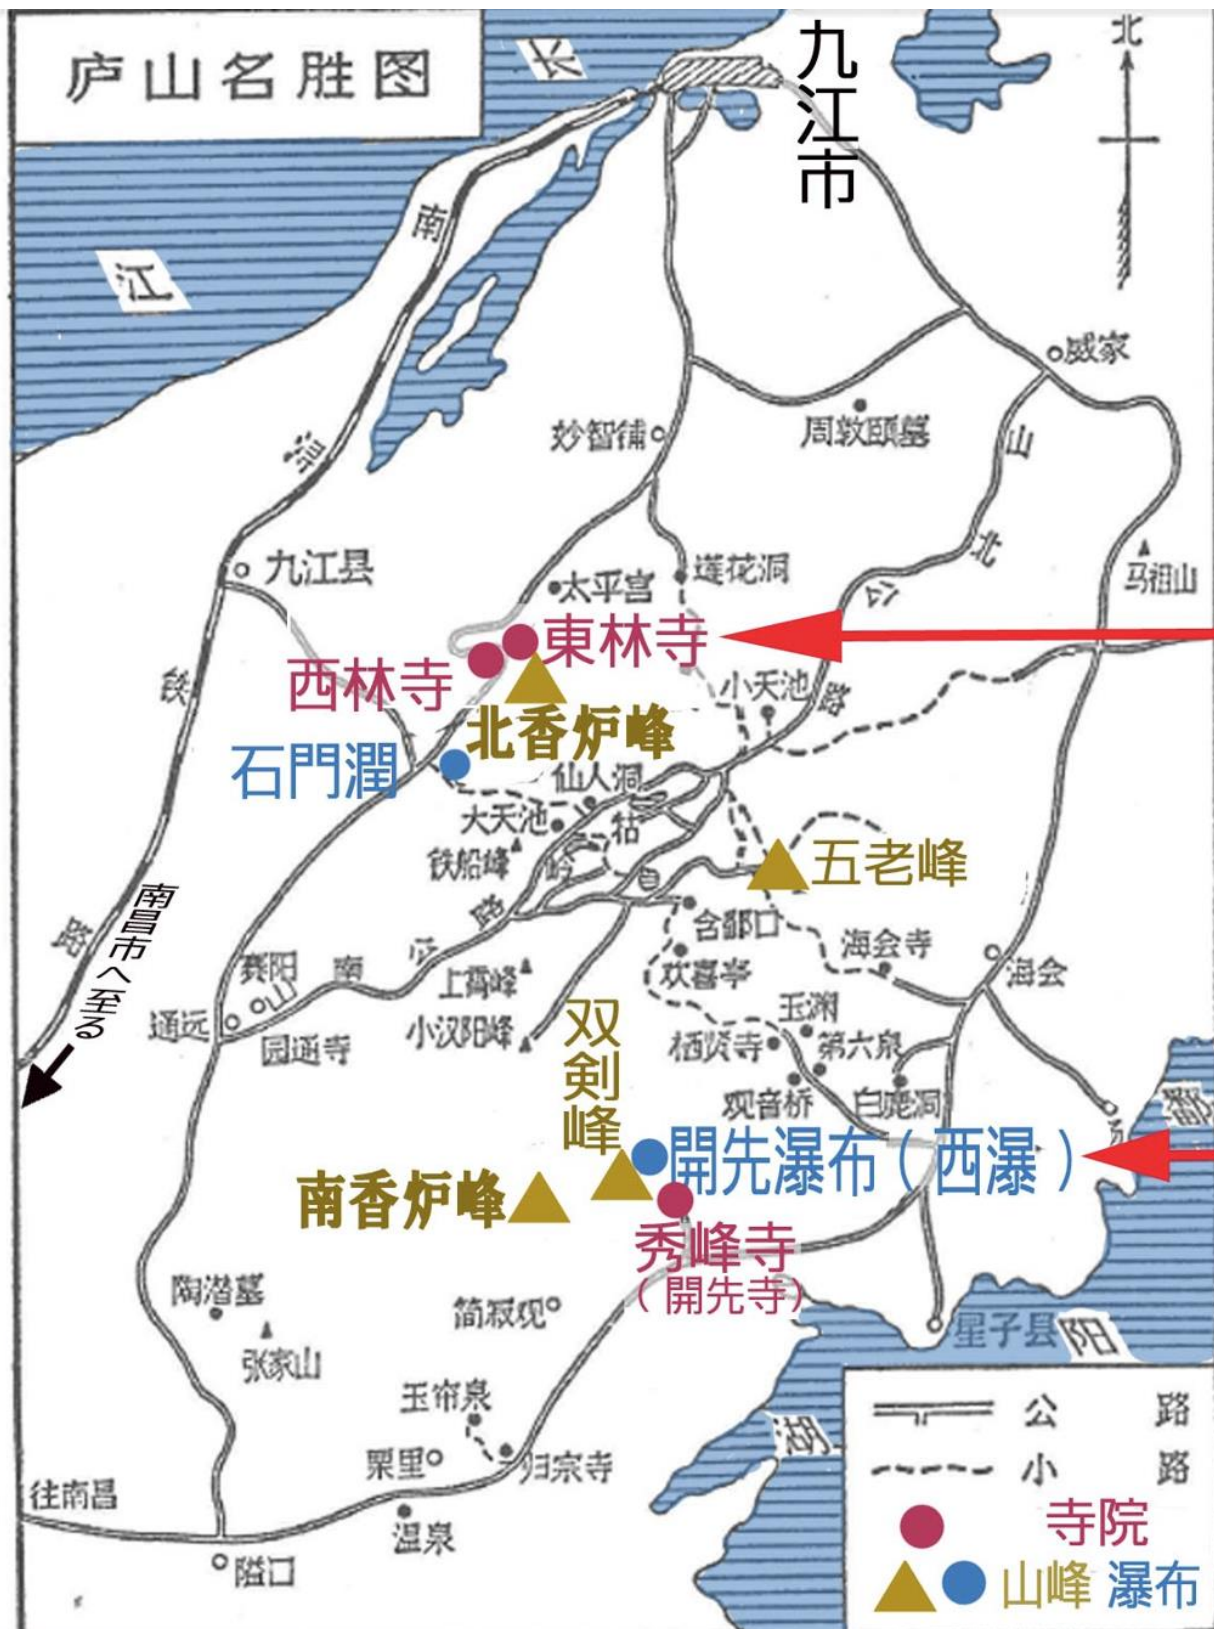 庐山名胜图
长
江
九江市
北
南
浔
铁
路
威家
妙智铺
周敦颐墓
九江县
太平宫
莲花洞
山
北
公
路
马祖山
東林寺
西林寺
北香炉峰
小天池
石門澗
仙人洞
大天池
牯
岭
铁船峰
五老峰
含鄱口
海会寺
海会
欢喜亭
南昌市へ至る
赛阳
山
南
公
路
上霄峰
通远
园通寺
小汉阳峰
双剣峰
玉渊
栖贤寺
第六泉
观音桥
白鹿洞
開先瀑布(西瀑)
南香炉峰
秀峰寺
(開先寺)
陶潜墓
简寂观
张家山
星子县
鄱
阳
湖
玉帘泉
栗里
归宗寺
往南昌
温泉
隘口
公路
小路
寺院
山峰 瀑布